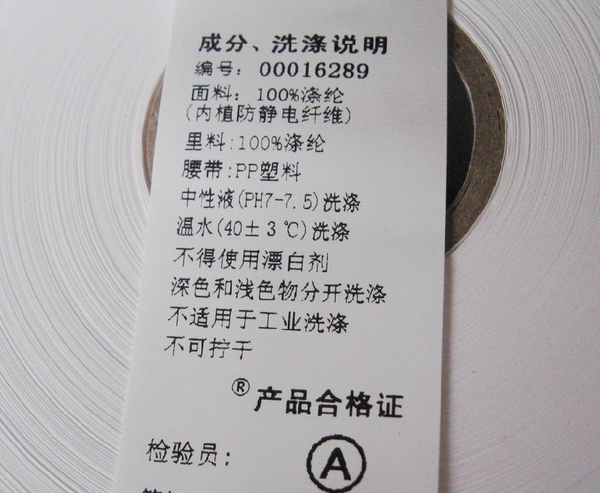 成分、洗涤说明
编号：00016289
面料：100%涤纶
(内植防静电纤维)
里料:100%涤纶
腰带:PP塑料
中性液(PH7-7.5)洗涤
温水(40±3℃)洗涤
不得使用漂白剂
深色和浅色物分开洗涤
不适用于工业洗涤
不可拧干
®产品合格证
检验员：
A